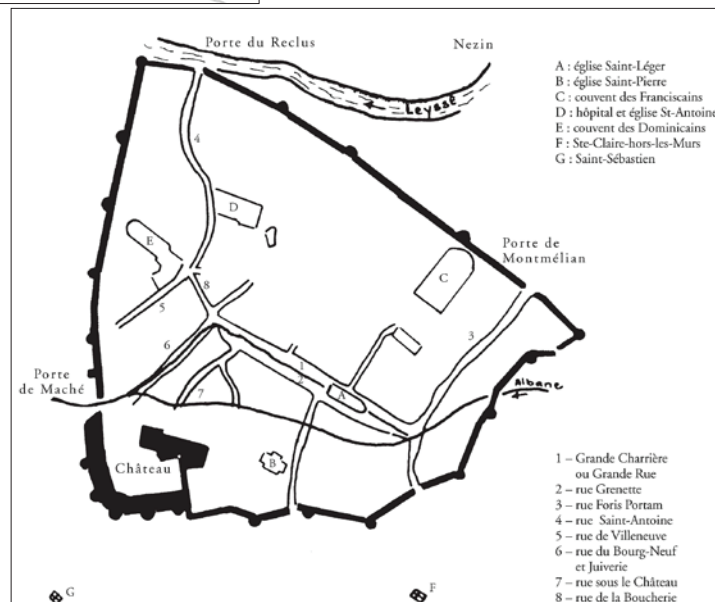 Porte du Reclus
Nezin
Leysse
A : église Saint-Léger
B : église Saint-Pierre
C : couvent des Franciscains
D : hôpital et église St-Antoine
E : couvent des Dominicains
F : Ste-Claire-hors-les-Murs
G : Saint-Sébastien
4
D
E
Porte de
Montmélian
C
8
5
3
6
1
2
Porte
de Maché
7
A
Albane
Château
B
1 – Grande Charrière
ou Grande Rue
2 – rue Grenette
3 – rue Foris Portam
4 – rue Saint-Antoine
5 – rue de Villeneuve
6 – rue du Bourg-Neuf
et Juiverie
7 – rue sous le Château
8 – rue de la Boucherie
G
F